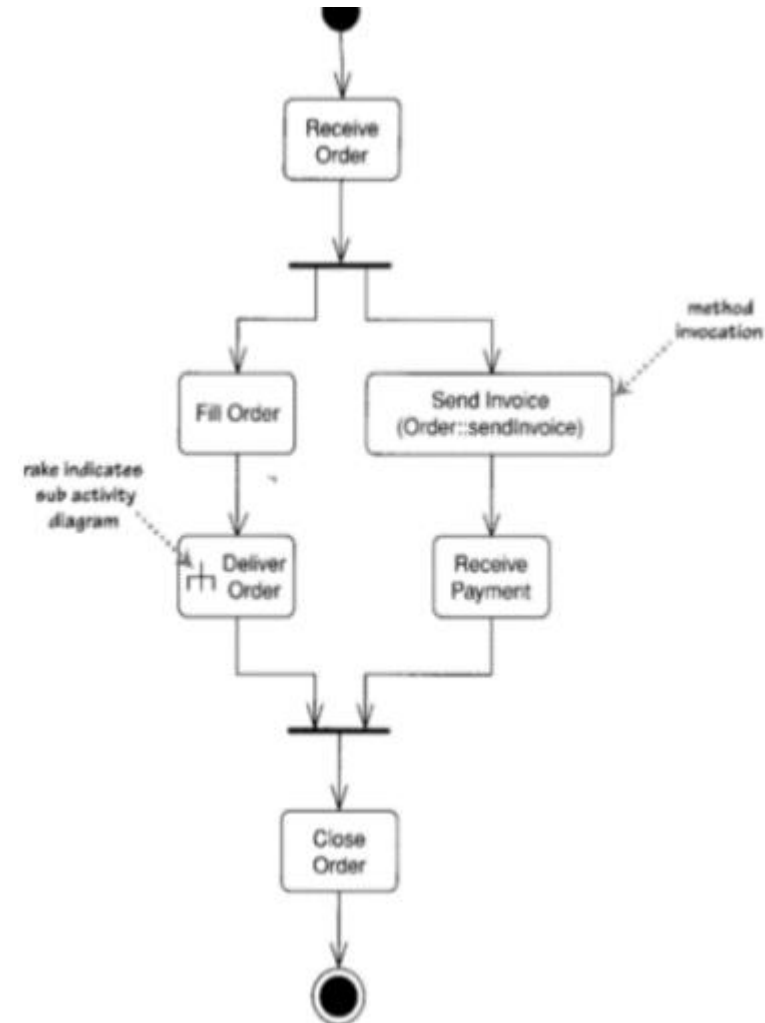 Receive
Order
method
invocation
Fill Order
Send Invoice
(Order::sendInvoice)
rake indicates
sub activity
diagram
Deliver
Order
Receive
Payment
Close
Order